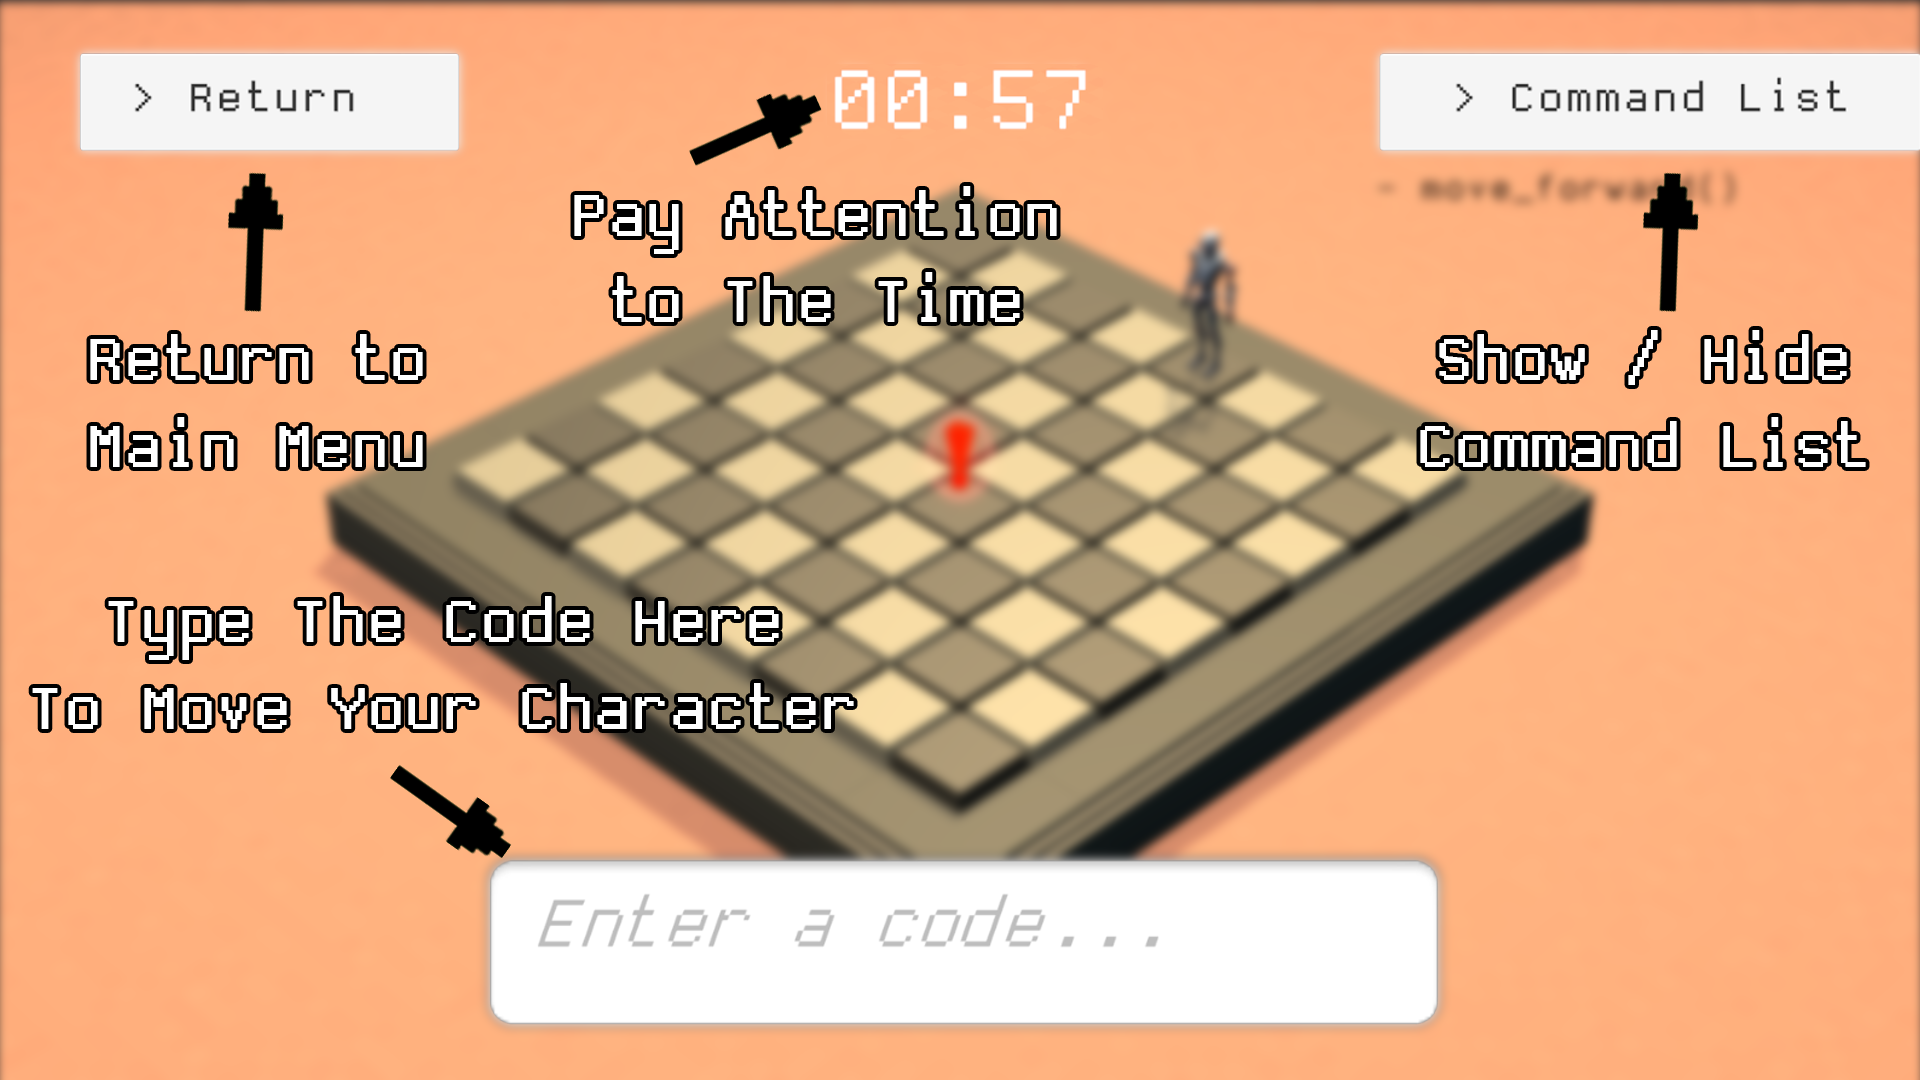 > Return
00:57
> Command List
- move_forward()
Pay Attention
to The Time
Return to
Main Menu
Show / Hide
Command List
Type The Code Here
To Move Your Character
Enter a code...